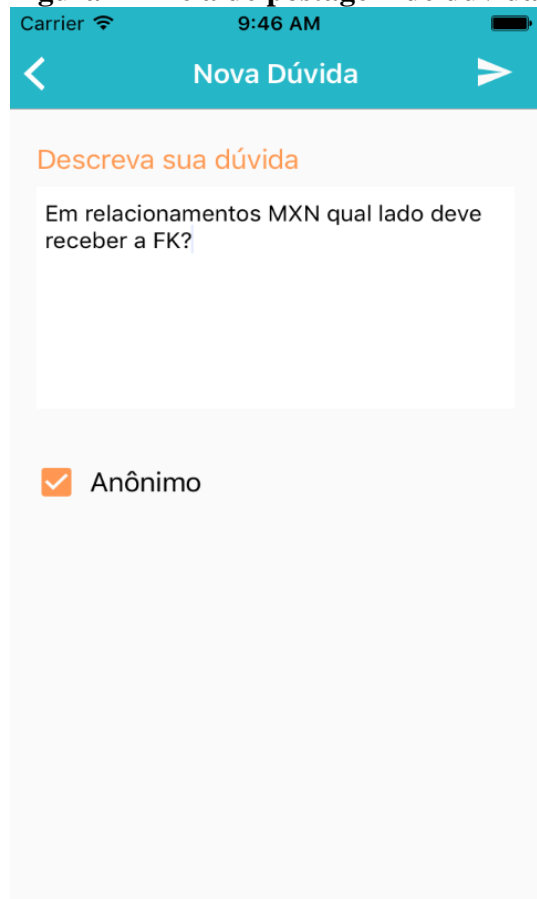 Carrier 9:46 AM
Nova Dúvida
Descreva sua dúvida
Em relacionamentos MXN qual lado deve
receber a FK?
Anônimo